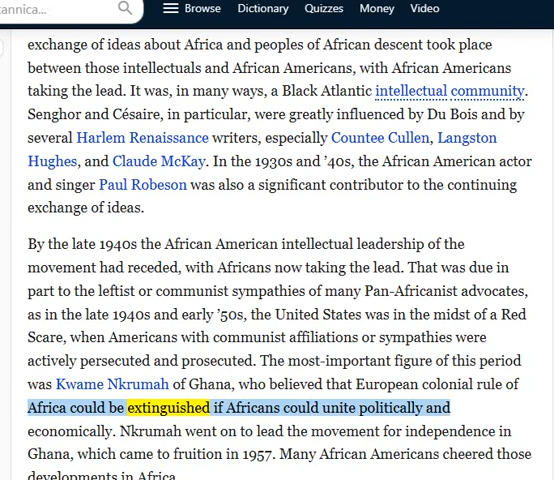 annica...
Browse Dictionary Quizzes Money Video
exchange of ideas about Africa and peoples of African descent took place
between those intellectuals and African Americans, with African Americans
taking the lead. It was, in many ways, a Black Atlantic intellectual community.
Senghor and Césaire, in particular, were greatly influenced by Du Bois and by
several Harlem Renaissance writers, especially Countee Cullen, Langston
Hughes, and Claude McKay. In the 1930s and ’40s, the African American actor
and singer Paul Robeson was also a significant contributor to the continuing
exchange of ideas.
By the late 1940s the African American intellectual leadership of the
movement had receded, with Africans now taking the lead. That was due in
part to the leftist or communist sympathies of many Pan-Africanist advocates,
as in the late 1940s and early ’50s, the United States was in the midst of a Red
Scare, when Americans with communist affiliations or sympathies were
actively persecuted and prosecuted. The most-important figure of this period
was Kwame Nkrumah of Ghana, who believed that European colonial rule of
Africa could be extinguished if Africans could unite politically and
economically. Nkrumah went on to lead the movement for independence in
Ghana, which came to fruition in 1957. Many African Americans cheered those
developments in Africa.